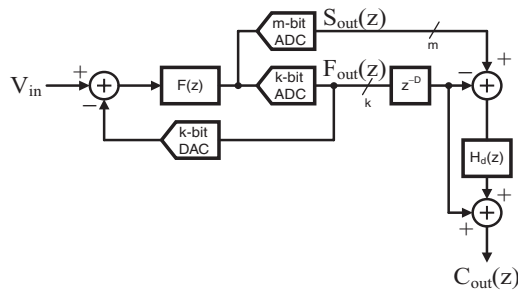 m-bit
ADC
S_out(z)
m
V_in
+
−
+
F(z)
k-bit
ADC
F_out(z)
k
z^-D
−
+
+
k-bit
DAC
H_d(z)
+
+
+
C_out(z)